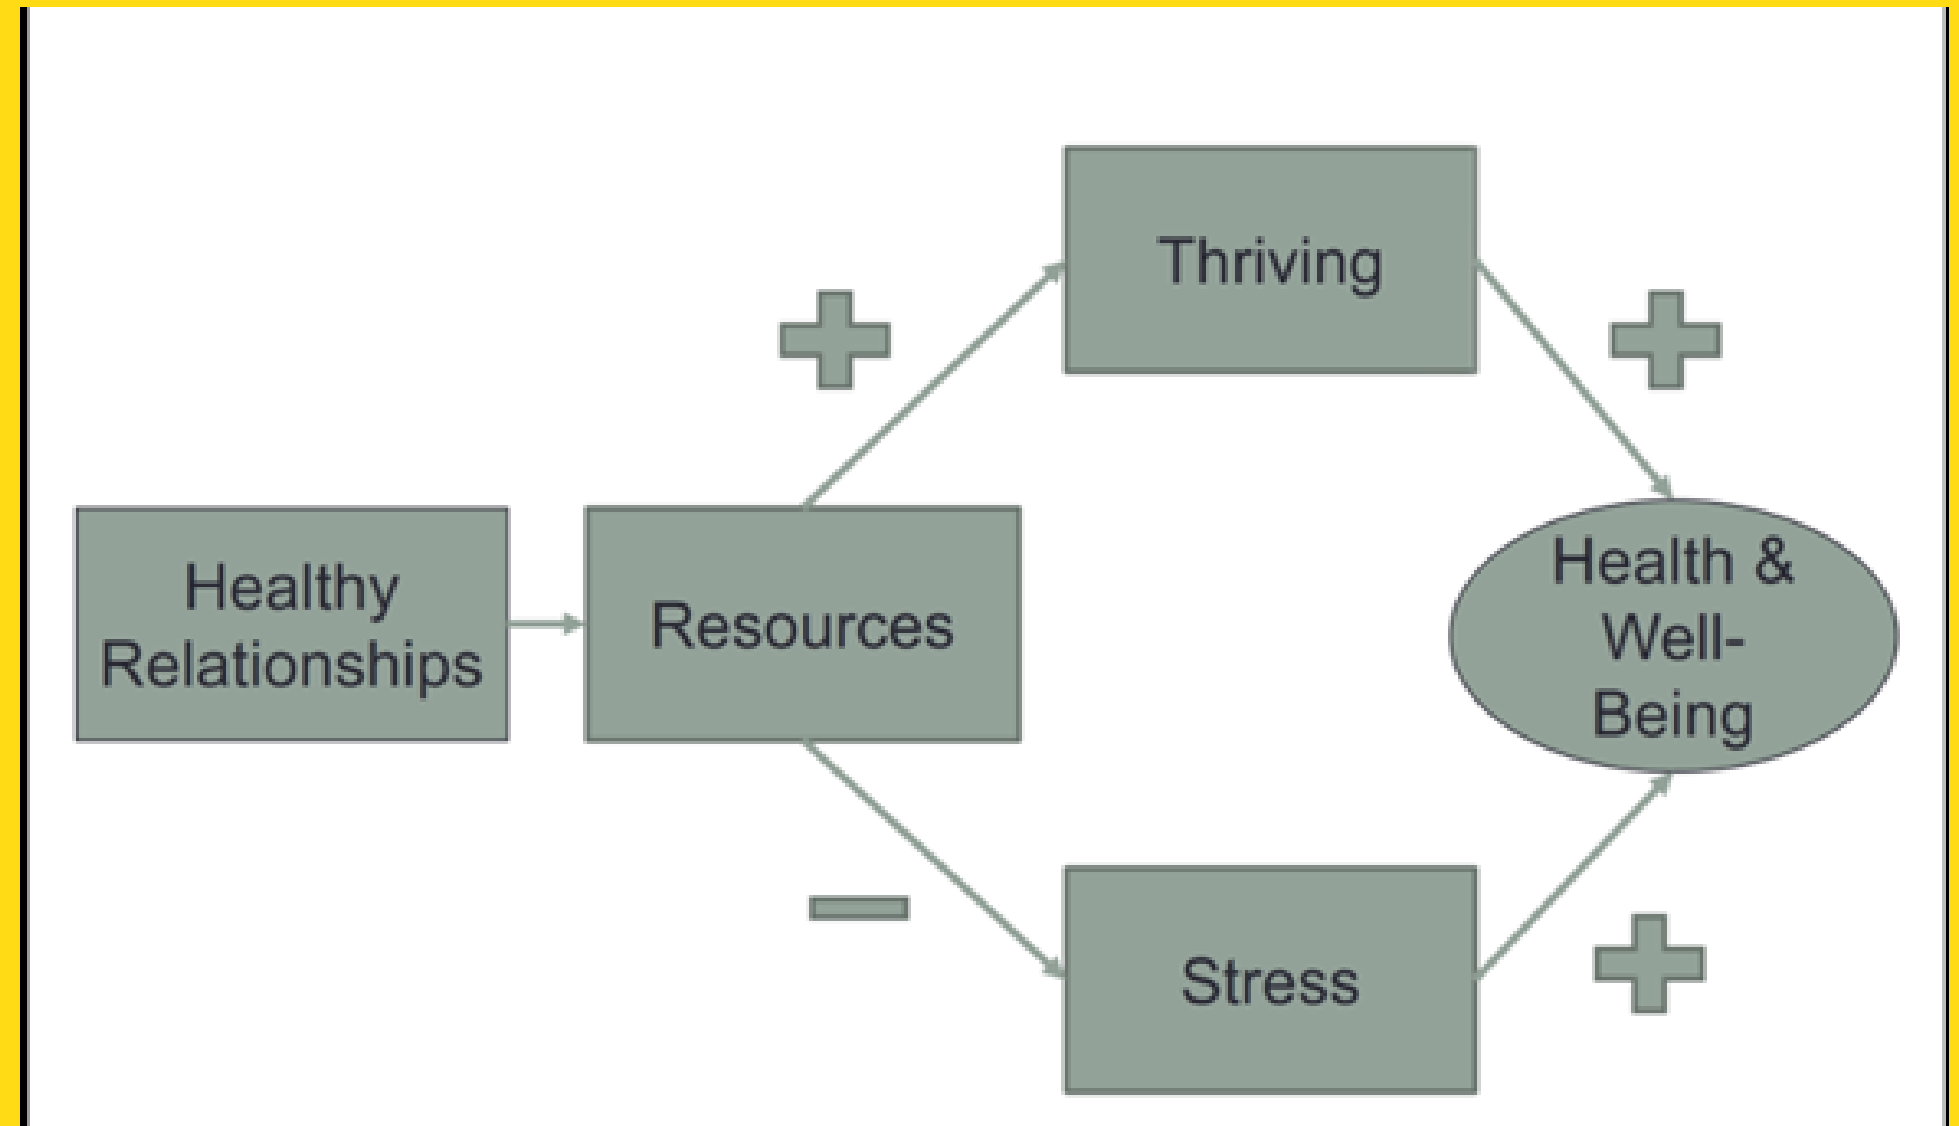 Thriving
Healthy
Relationships
Resources
Health &
Well-
Being
Stress